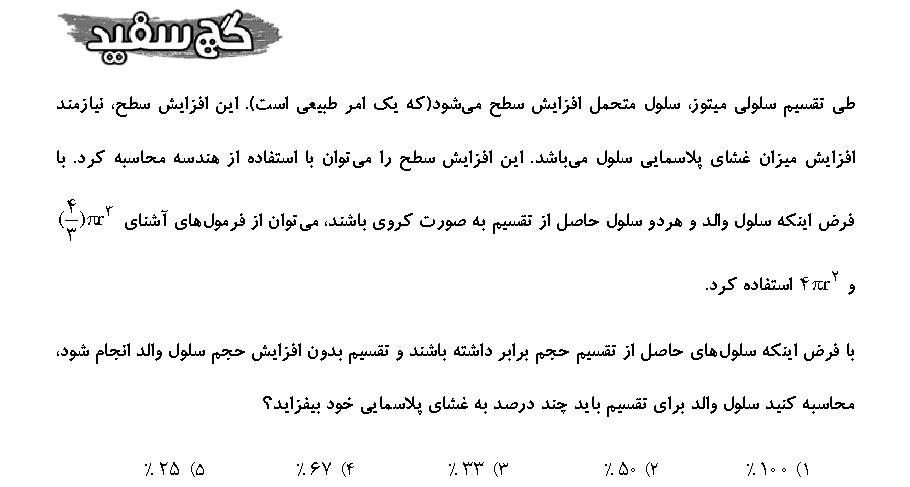 گچ سفید
طی تقسیم سلولی میتوز، سلول متحمل افزایش سطح می‌شود(که یک امر طبیعی است). این افزایش سطح، نیازمند
افزایش میزان غشای پلاسمایی سلول می‌باشد. این افزایش سطح را می‌توان با استفاده از هندسه محاسبه کرد. با
فرض اینکه سلول والد و هردو سلول حاصل از تقسیم به صورت کروی باشند، می‌توان از فرمول‌های آشنای (۴/۳)πr^۳
و ۴πr^۲ استفاده کرد.
با فرض اینکه سلول‌های حاصل از تقسیم حجم برابر داشته باشند و تقسیم بدون افزایش حجم سلول والد انجام شود،
محاسبه کنید سلول والد برای تقسیم باید چند درصد به غشای پلاسمایی خود بیفزاید؟
۱) ۱۰۰٪ ۲) ۵۰٪ ۳) ۳۳٪ ۴) ۶۷٪ ۵) ۲۵٪